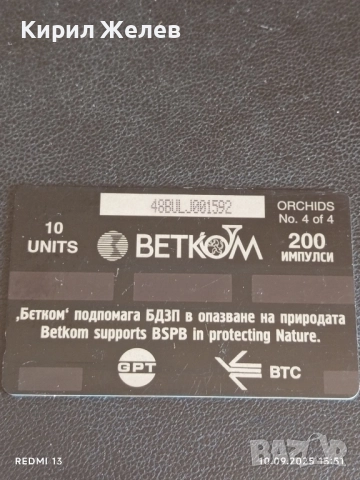 Кирил Желев
48BULJ001592
ORCHIDS
No. 4 of 4
10
UNITS
BETKOM
200
ИМПУЛСИ
„Бетком“ подпомага БДЗП в опазване на природата
Betkom supports BSPB in protecting Nature.
GPT
BTC
REDMI 13
10.09.2025 15:51
БАЗАР